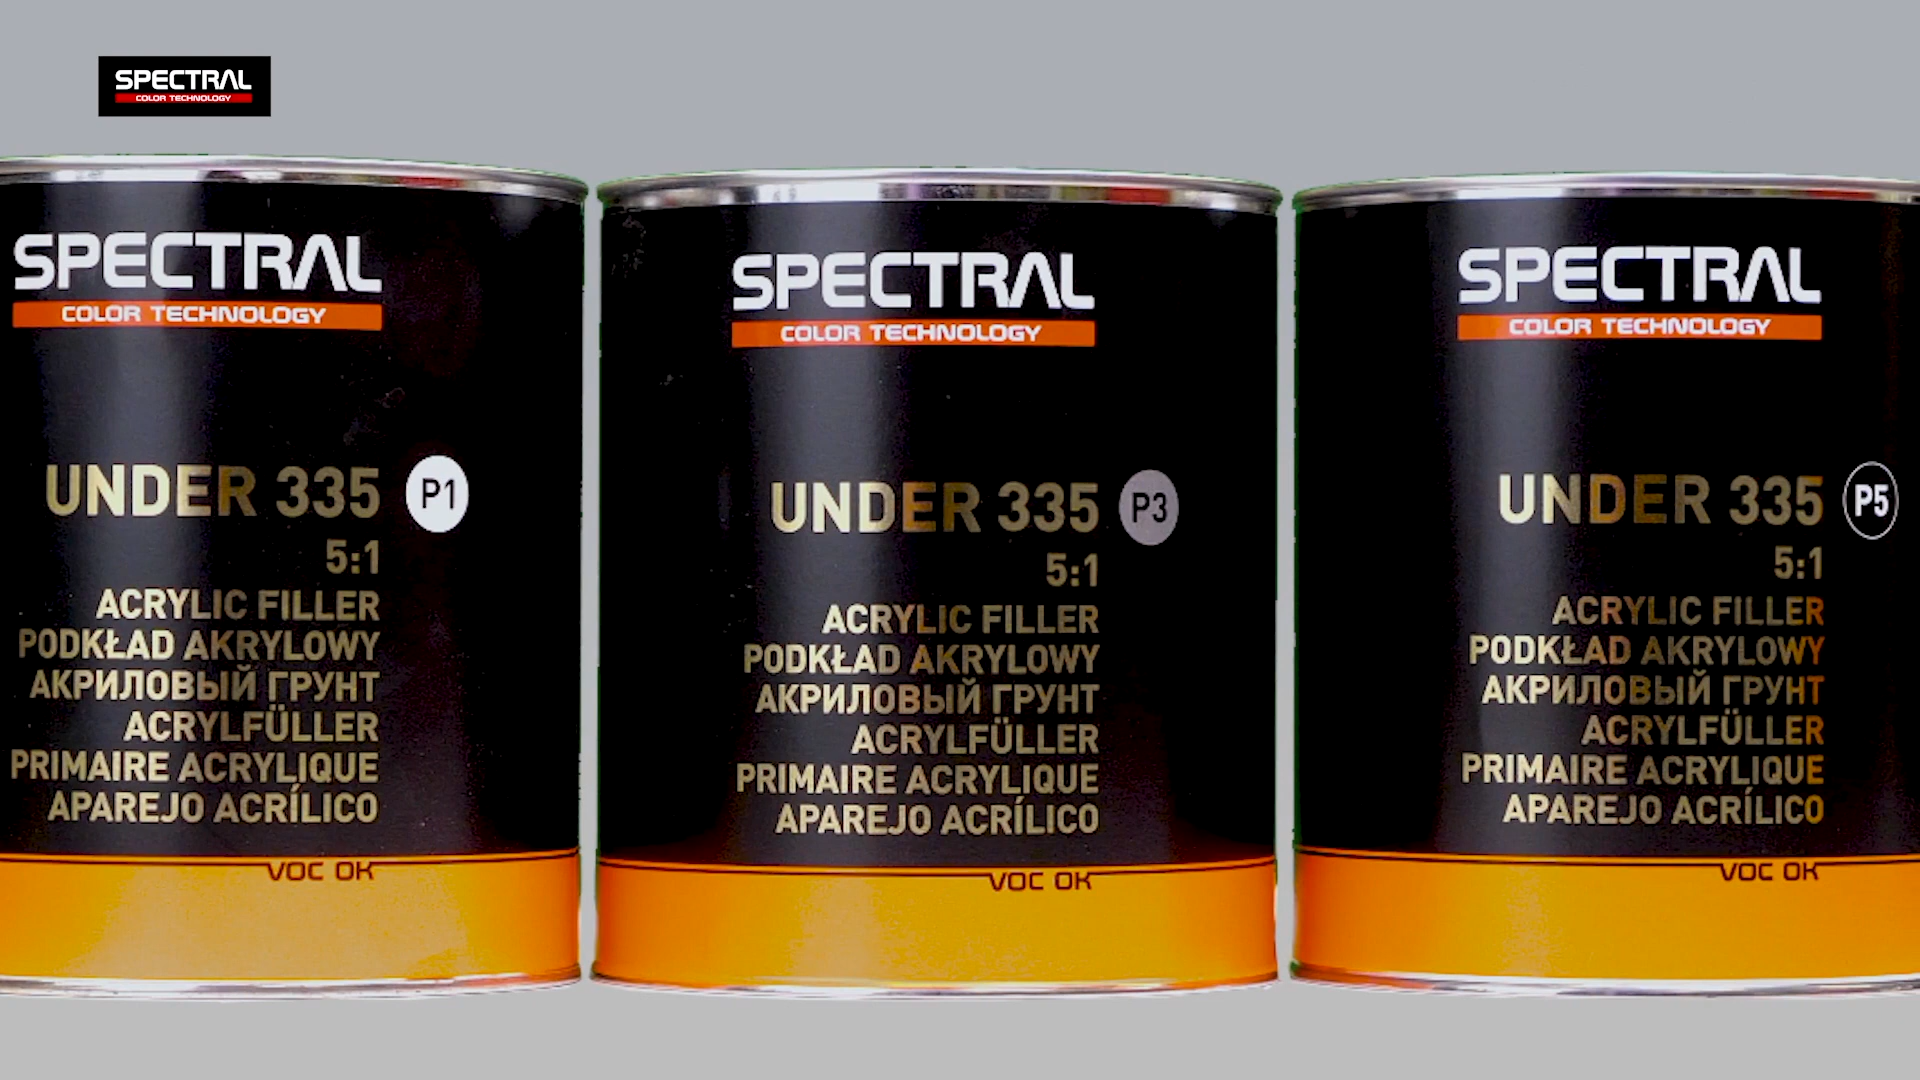 SPECTRAL
COLOR TECHNOLOGY
SPECTRAL
COLOR TECHNOLOGY
UNDER 335 P1
5:1
ACRYLIC FILLER
PODKŁAD AKRYLOWY
АКРИЛОВЫЙ ГРУНТ
ACRYLFÜLLER
PRIMAIRE ACRYLIQUE
APAREJO ACRÍLICO
VOC OK
SPECTRAL
COLOR TECHNOLOGY
UNDER 335 P3
5:1
ACRYLIC FILLER
PODKŁAD AKRYLOWY
АКРИЛОВЫЙ ГРУНТ
ACRYLFÜLLER
PRIMAIRE ACRYLIQUE
APAREJO ACRÍLICO
VOC OK
SPECTRAL
COLOR TECHNOLOGY
UNDER 335 P5
5:1
ACRYLIC FILLER
PODKŁAD AKRYLOWY
АКРИЛОВЫЙ ГРУНТ
ACRYLFÜLLER
PRIMAIRE ACRYLIQUE
APAREJO ACRÍLICO
VOC OK